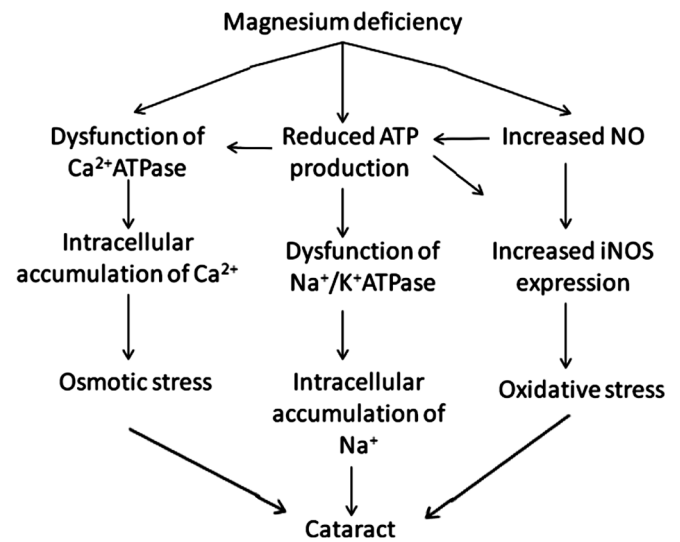 Magnesium deficiency
Dysfunction of
Ca²⁺ATPase
Reduced ATP
production
Increased NO
Intracellular
accumulation of Ca²⁺
Dysfunction of
Na⁺/K⁺ATPase
Increased iNOS
expression
Osmotic stress
Intracellular
accumulation of
Na⁺
Oxidative stress
Cataract